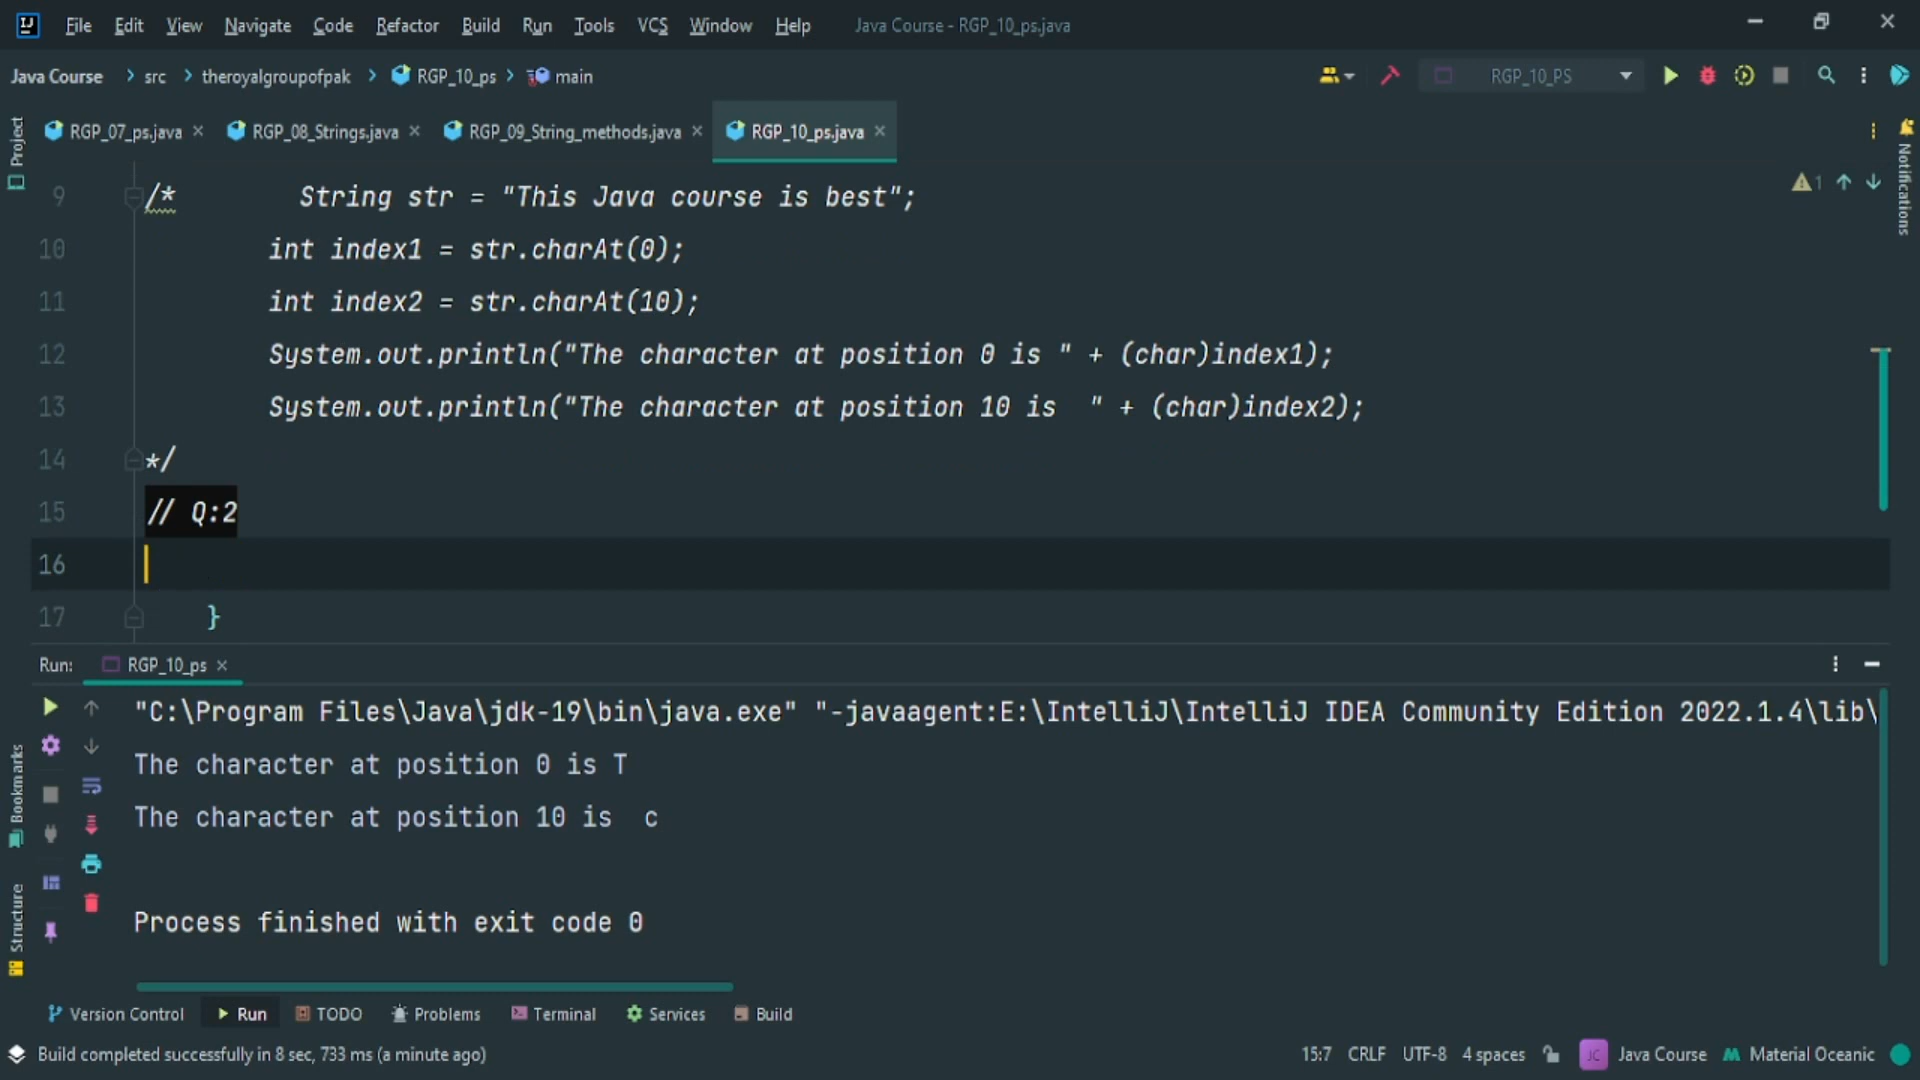 IJ File Edit View Navigate Code Refactor Build Run Tools VCS Window Help Java Course - RGP_10_ps.java
Java Course > src > theroyalgroupofpak > RGP_10_ps > main RGP_10_PS
RGP_07_ps.java RGP_08_Strings.java RGP_09_String_methods.java RGP_10_ps.java
Project
Notifications
1
9 /* String str = "This Java course is best";
10 int index1 = str.charAt(0);
11 int index2 = str.charAt(10);
12 System.out.println("The character at position 0 is " + (char)index1);
13 System.out.println("The character at position 10 is  " + (char)index2);
14 */
15 // Q:2
16
17 }
Run: RGP_10_ps
"C:\Program Files\Java\jdk-19\bin\java.exe" "-javaagent:E:\IntelliJ\IntelliJ IDEA Community Edition 2022.1.4\lib\
The character at position 0 is T
The character at position 10 is  c
Process finished with exit code 0
Bookmarks
Structure
Version Control Run TODO Problems Terminal Services Build
Build completed successfully in 8 sec, 733 ms (a minute ago) 15:7 CRLF UTF-8 4 spaces JC Java Course Material Oceanic